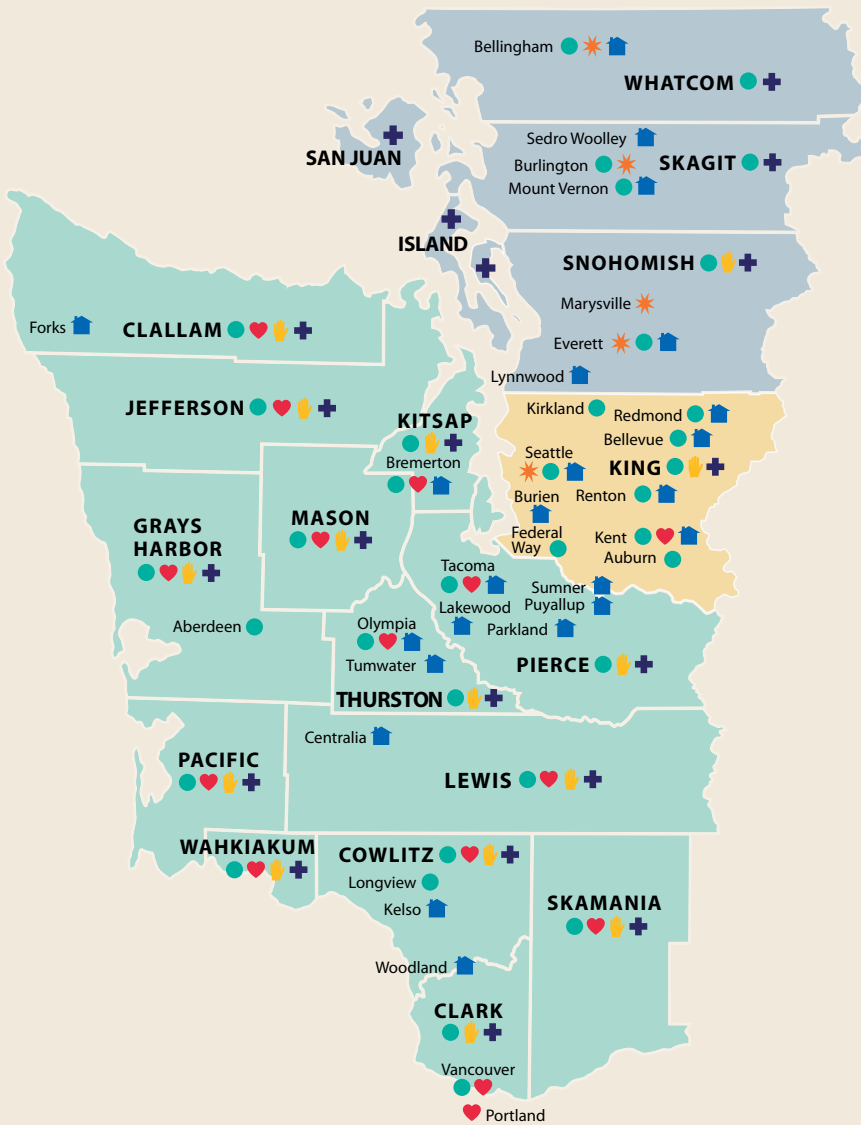 Bellingham
WHATCOM
Sedro Woolley
SAN JUAN
Burlington
SKAGIT
Mount Vernon
ISLAND
SNOHOMISH
Marysville
Forks
CLALLAM
Everett
Lynnwood
JEFFERSON
Kirkland
Redmond
KITSAP
Bellevue
Seattle
Bremerton
KING
Burien
Renton
MASON
GRAYS
HARBOR
Federal
Way
Kent
Auburn
Tacoma
Sumner
Puyallup
Lakewood
Parkland
Aberdeen
Olympia
Tumwater
PIERCE
THURSTON
Centralia
PACIFIC
LEWIS
WAHKIAKUM
COWLITZ
Longview
Kelso
SKAMANIA
Woodland
CLARK
Vancouver
Portland